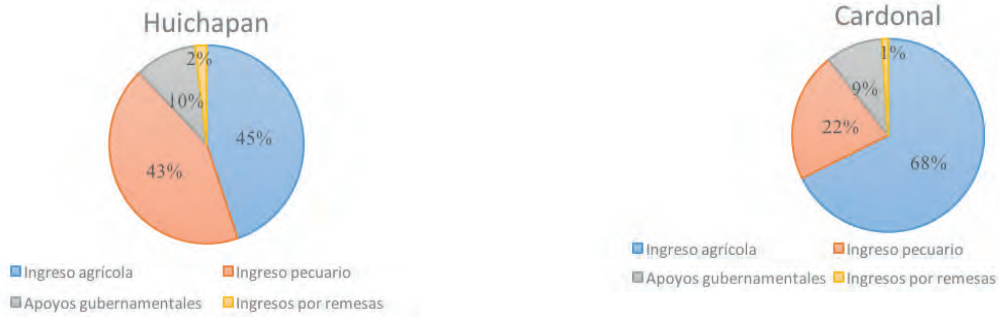 Huichapan
2%
10%
45%
43%
Ingreso agrícola
Ingreso pecuario
Apoyos gubernamentales
Ingresos por remesas
Cardonal
1%
9%
22%
68%
Ingreso agrícola
Ingreso pecuario
Apoyos gubernamentales
Ingresos por remesas